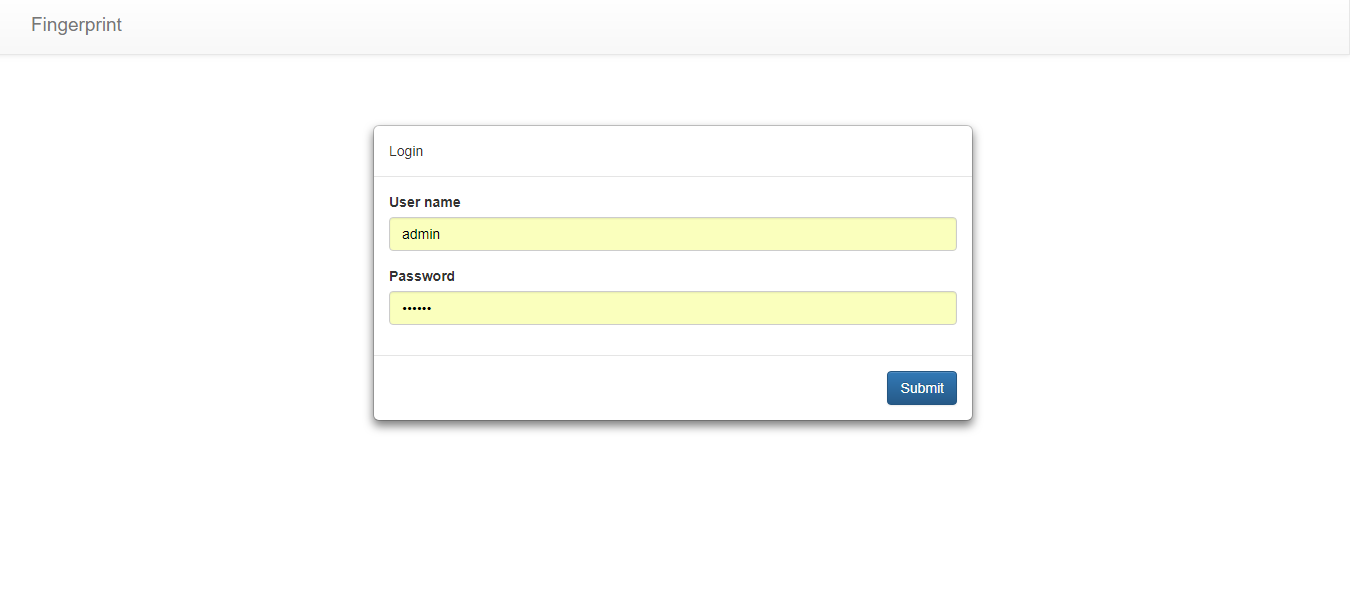 Fingerprint
Login
User name
admin
Password
••••••
Submit